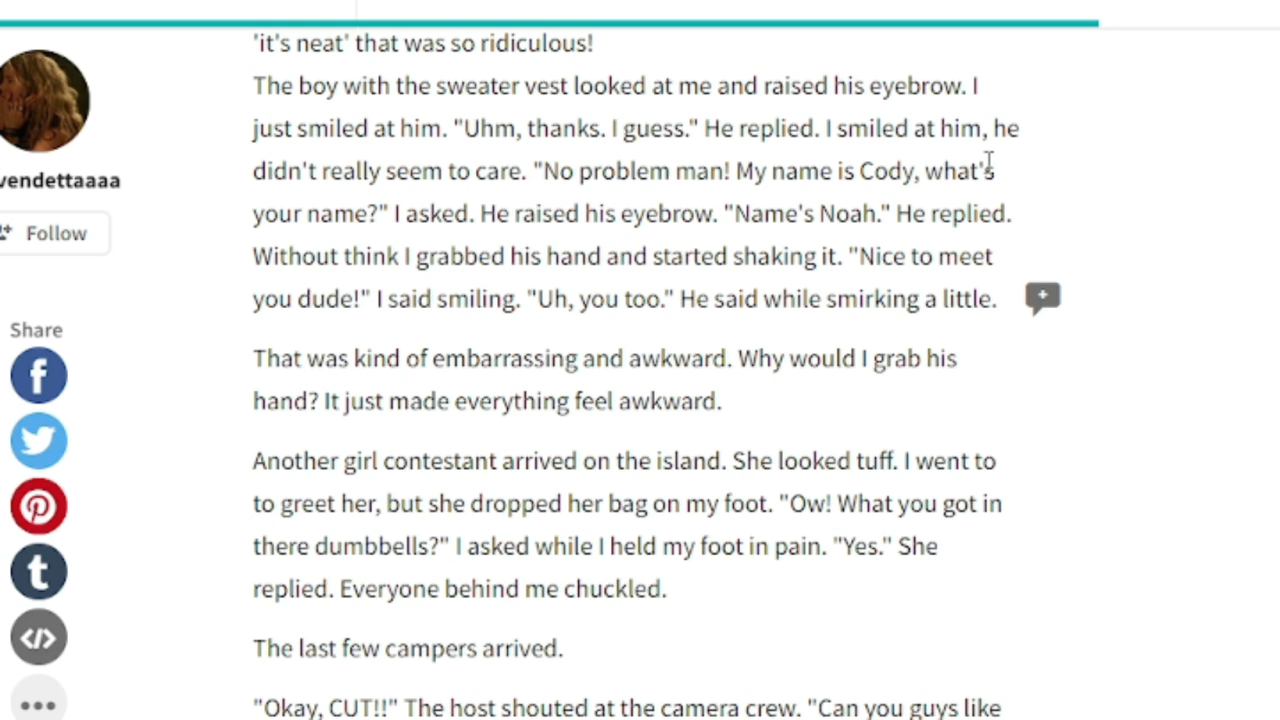 'it's neat' that was so ridiculous!
The boy with the sweater vest looked at me and raised his eyebrow. I
just smiled at him. "Uhm, thanks. I guess." He replied. I smiled at him, he
didn't really seem to care. "No problem man! My name is Cody, what's
your name?" I asked. He raised his eyebrow. "Name's Noah." He replied.
Without think I grabbed his hand and started shaking it. "Nice to meet
you dude!" I said smiling. "Uh, you too." He said while smirking a little.
That was kind of embarrassing and awkward. Why would I grab his
hand? It just made everything feel awkward.
Another girl contestant arrived on the island. She looked tuff. I went to
to greet her, but she dropped her bag on my foot. "Ow! What you got in
there dumbbells?" I asked while I held my foot in pain. "Yes." She
replied. Everyone behind me chuckled.
The last few campers arrived.
"Okay, CUT!!" The host shouted at the camera crew. "Can you guys like
vendettaaaa
Follow
Share